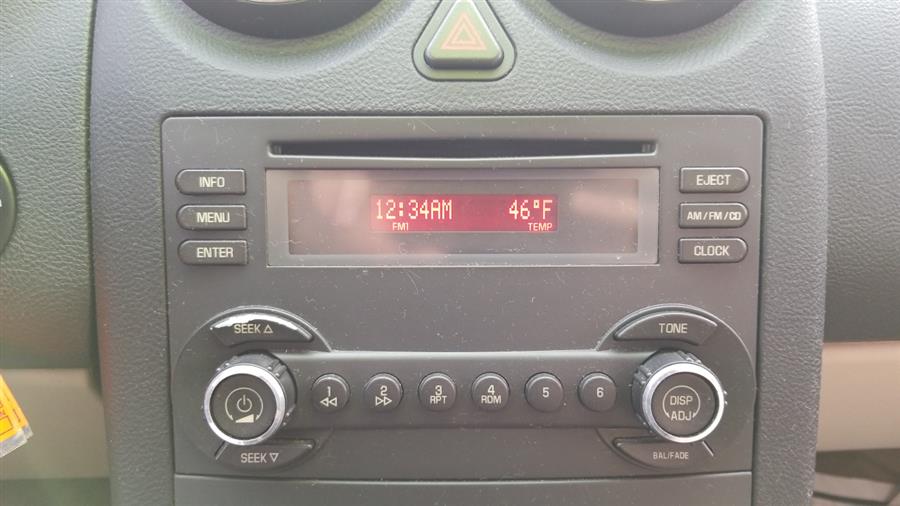 INFO
MENU
ENTER
12:34AM 46°F
FM1 TEMP
EJECT
AM/FM/CD
CLOCK
SEEK △
TONE
1
2
3 RPT
4 RDM
5
6
DISP ADJ
SEEK ▽
BAL/FADE